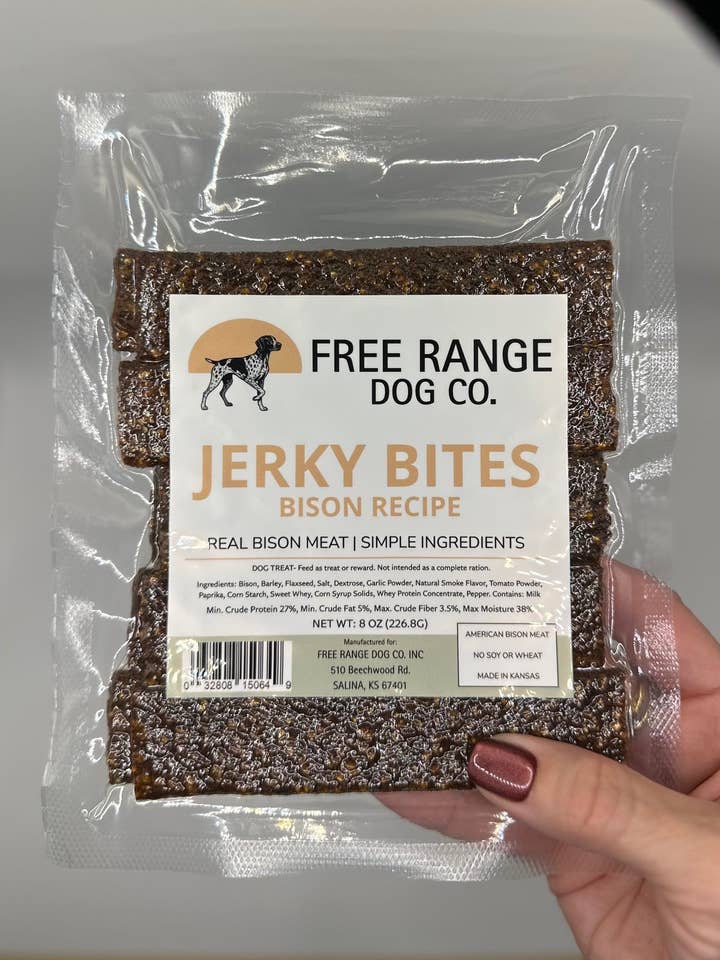 FREE RANGE
DOG CO.
JERKY BITES
BISON RECIPE
REAL BISON MEAT | SIMPLE INGREDIENTS
DOG TREAT- Feed as treat or reward. Not intended as a complete ration.
Ingredients: Bison, Barley, Flaxseed, Salt, Dextrose, Garlic Powder, Natural Smoke Flavor, Tomato Powder,
Paprika, Corn Starch, Sweet Whey, Corn Syrup Solids, Whey Protein Concentrate, Pepper. Contains: Milk
Min. Crude Protein 27%, Min. Crude Fat 5%, Max. Crude Fiber 3.5%, Max Moisture 38%
NET WT: 8 OZ (226.8G)
Manufactured for:
FREE RANGE DOG CO. INC
510 Beechwood Rd.
SALINA, KS 67401
AMERICAN BISON MEAT
NO SOY OR WHEAT
MADE IN KANSAS
0 32808 15064 9